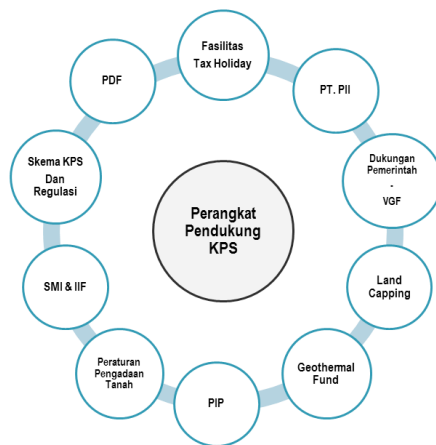 Fasilitas
Tax Holiday
PT. PII
Dukungan
Pemerintah
-
VGF
Land
Capping
Geothermal
Fund
PIP
Peraturan
Pengadaan
Tanah
SMI & IIF
Skema KPS
Dan
Regulasi
PDF
Perangkat
Pendukung
KPS